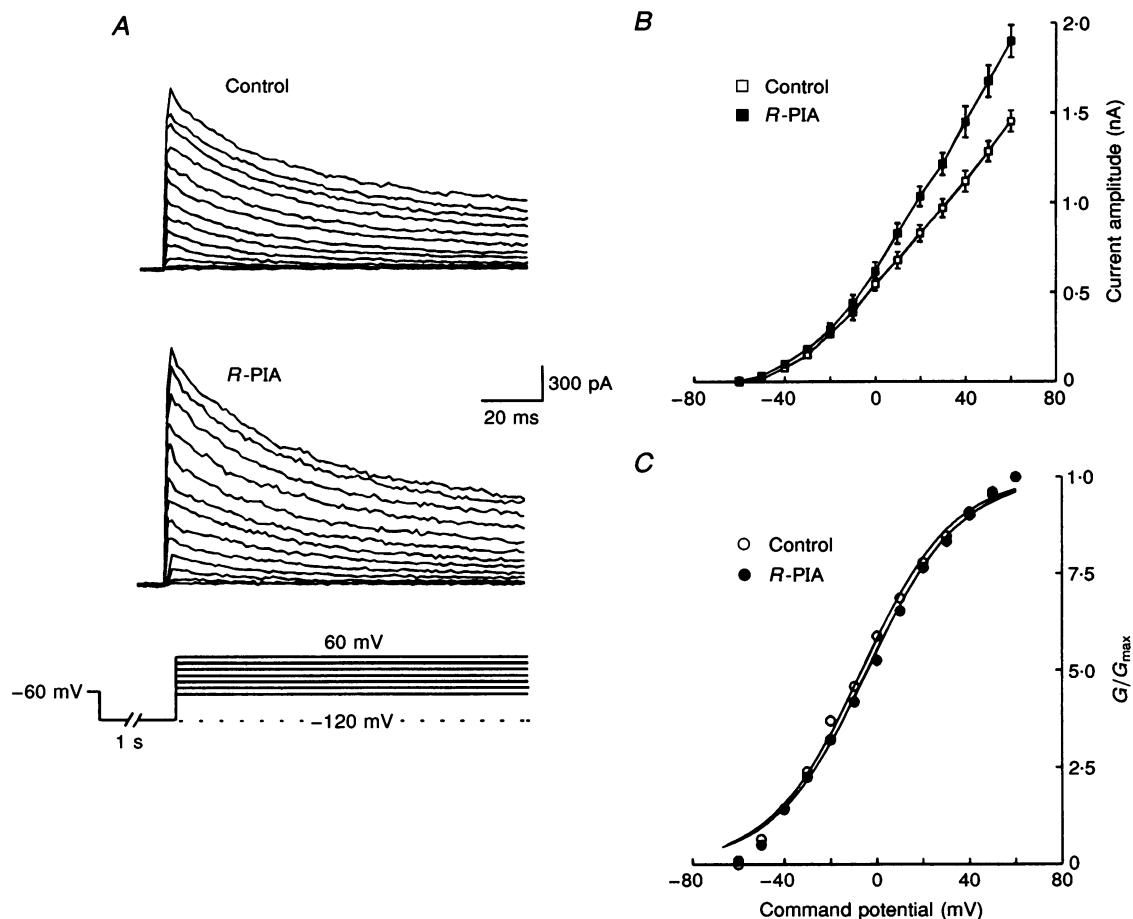 A
Control
R-PIA
300 pA
20 ms
60 mV
−60 mV
−120 mV
1 s
B
Control
R-PIA
2·0
1·5
1·0
0·5
0
Current amplitude (nA)
−80 −40 0 40 80
C
Control
R-PIA
1·0
7·5
5·0
2·5
0
G/Gmax
−80 −40 0 40 80
Command potential (mV)